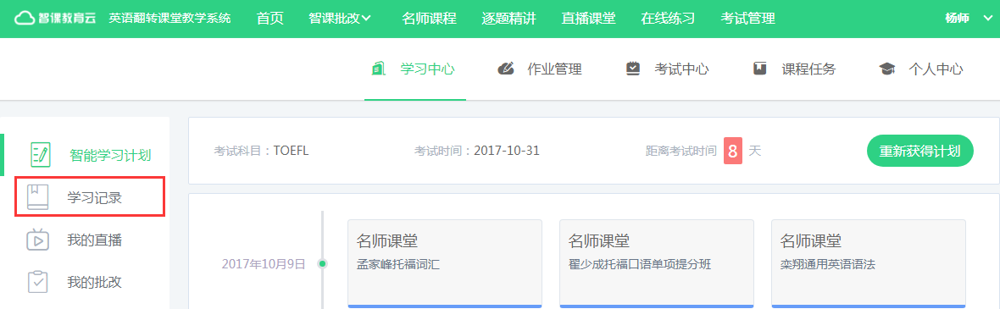 智课教育云 英语翻转课堂教学系统 首页 智课批改 名师课程 逐题精讲 直播课堂 在线练习 考试管理 杨师
学习中心 作业管理 考试中心 课程任务 个人中心
智能学习计划
学习记录
我的直播
我的批改
考试科目：TOEFL 考试时间：2017-10-31 距离考试时间 8 天 重新获得计划
2017年10月9日
名师课堂
孟家峰托福词汇
名师课堂
翟少成托福口语单项提分班
名师课堂
栾翔通用英语语法